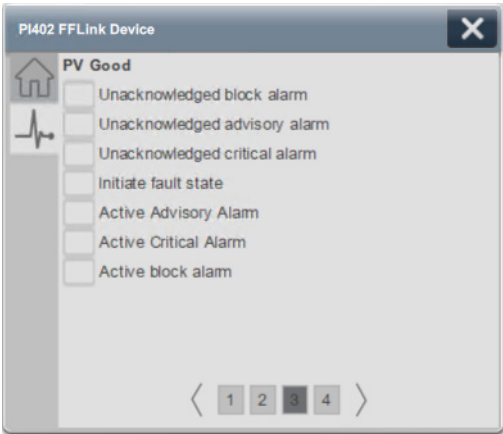 PI402 FFLink Device
PV Good
Unacknowledged block alarm
Unacknowledged advisory alarm
Unacknowledged critical alarm
Initiate fault state
Active Advisory Alarm
Active Critical Alarm
Active block alarm
1 2 3 4